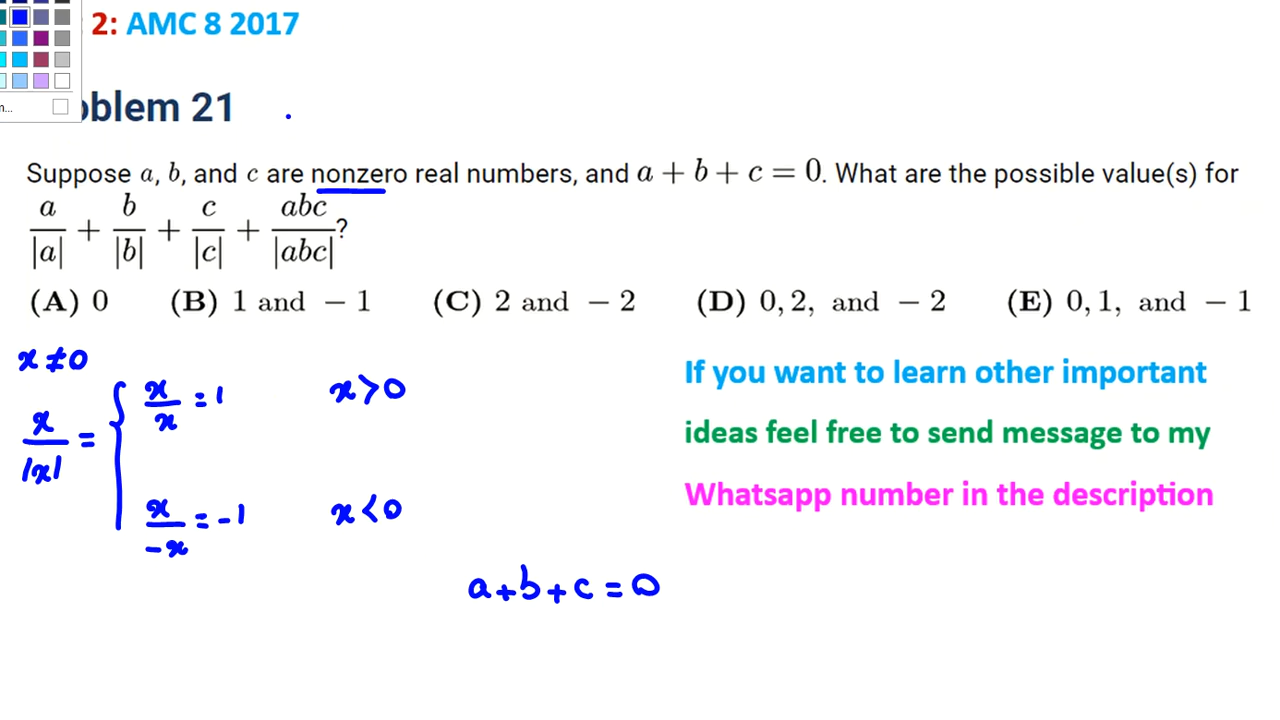 2: AMC 8 2017
n...
oblem 21
Suppose a, b, and c are nonzero real numbers, and a + b + c = 0. What are the possible value(s) for
a/|a| + b/|b| + c/|c| + abc/|abc| ?
(A) 0 (B) 1 and − 1 (C) 2 and − 2 (D) 0, 2, and − 2 (E) 0, 1, and − 1
x ≠ 0
x/|x| = { x/x = 1 x > 0
x/-x = -1 x < 0
If you want to learn other important
ideas feel free to send message to my
Whatsapp number in the description
a + b + c = 0